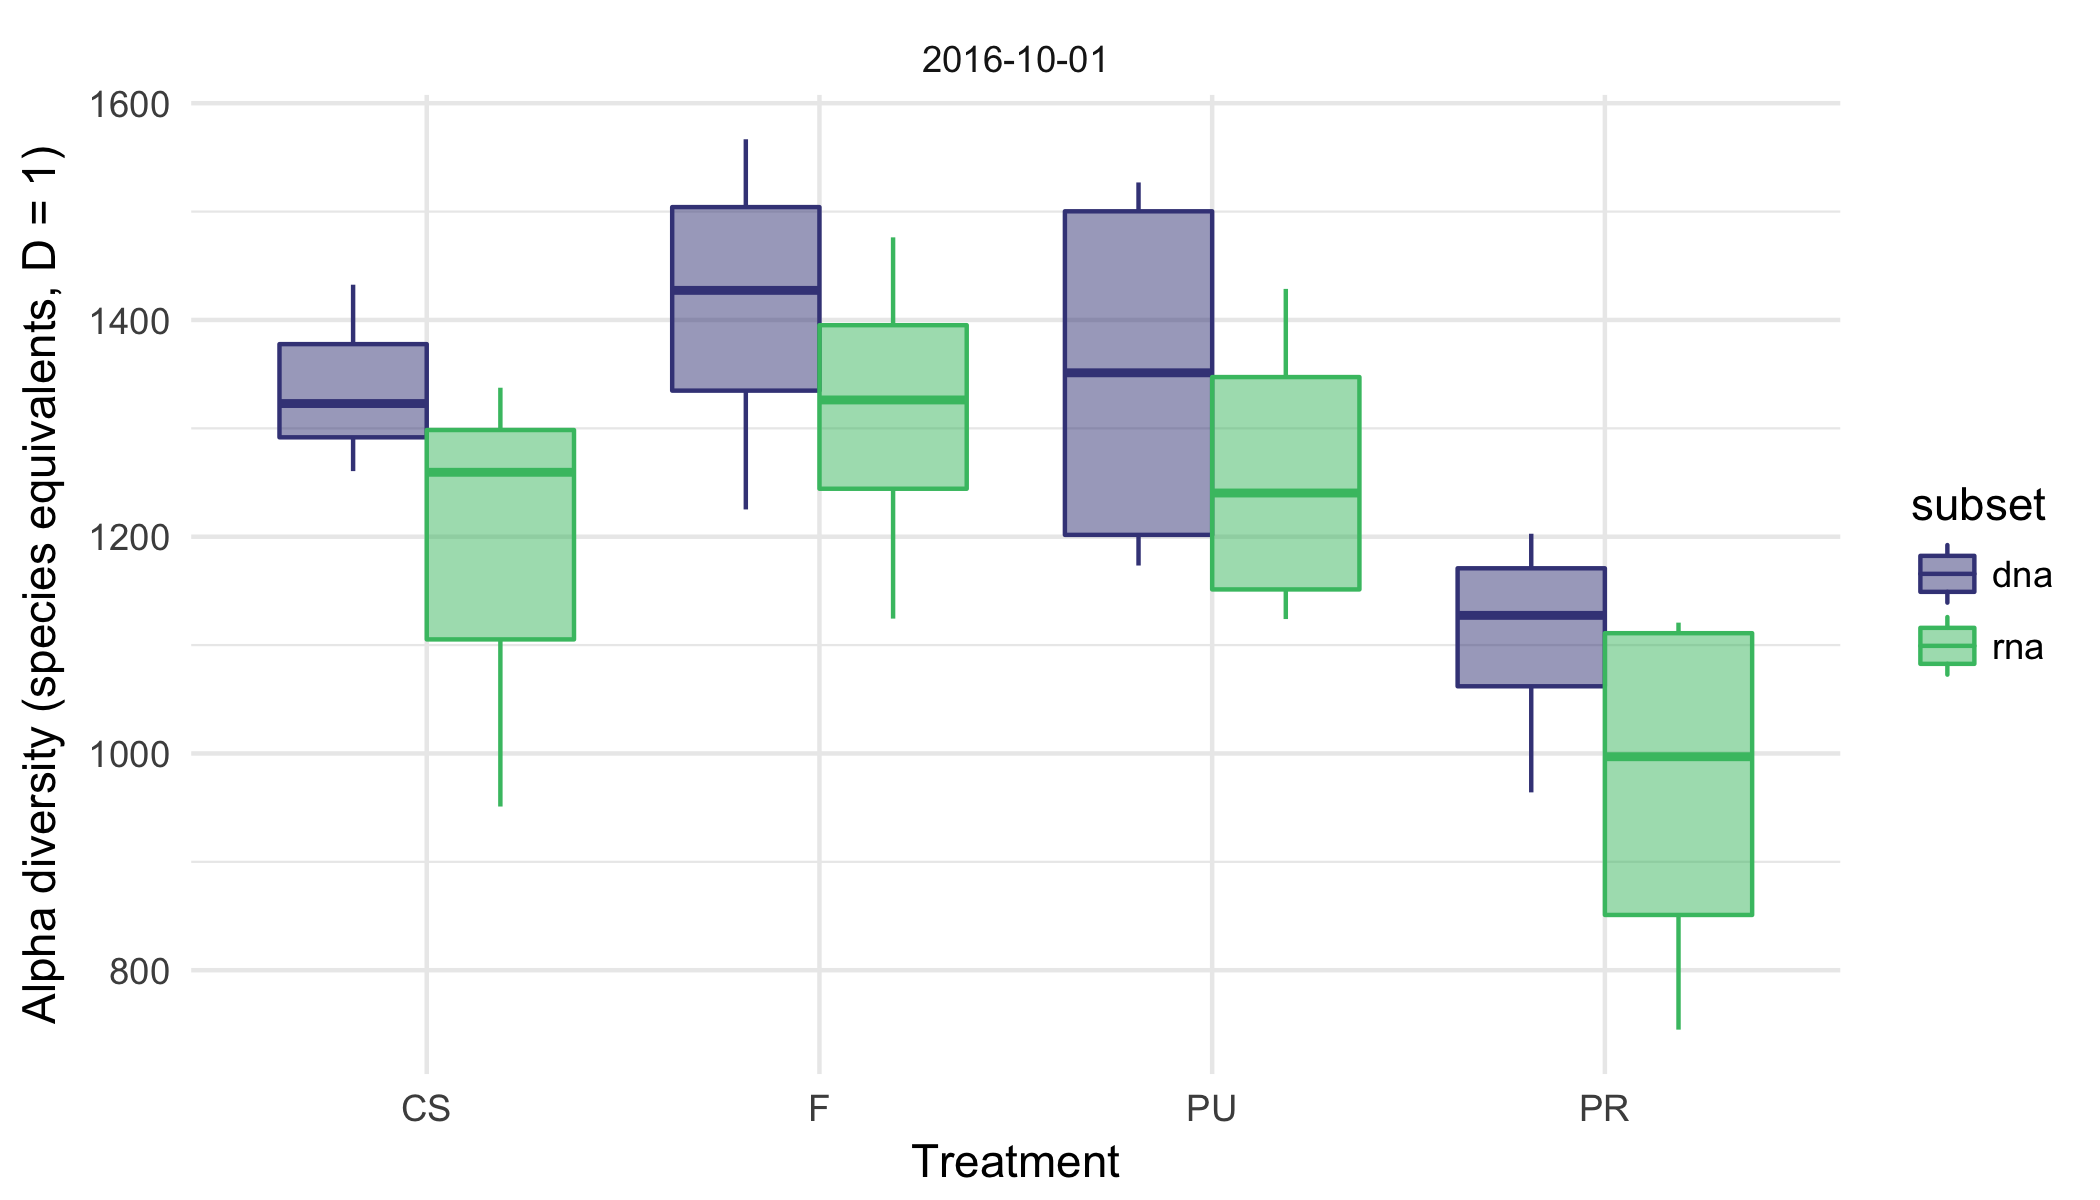 2016-10-01
Alpha diversity (species equivalents, D = 1)
1600
1400
1200
1000
800
CS
F
PU
PR
Treatment
subset
dna
rna